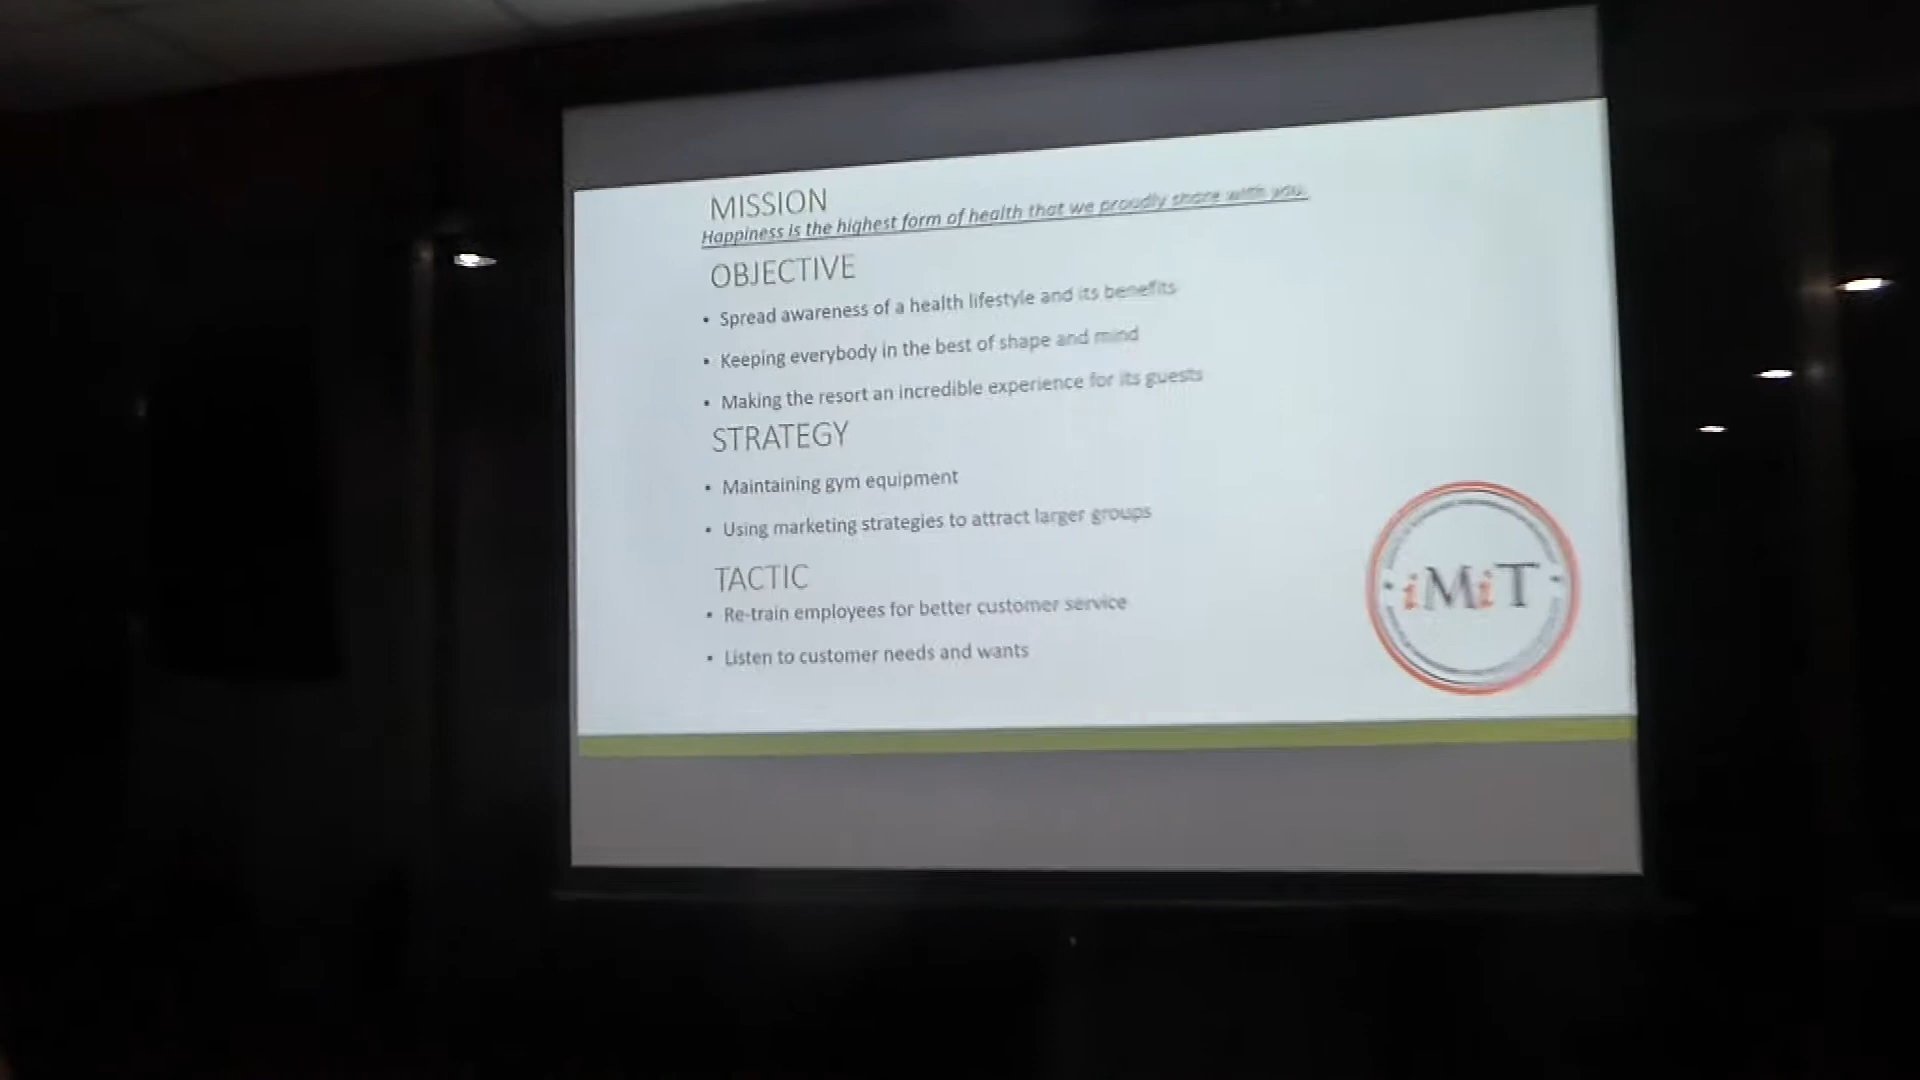 MISSION
Happiness is the highest form of health that we proudly share with you.
OBJECTIVE
• Spread awareness of a health lifestyle and its benefits
• Keeping everybody in the best of shape and mind
• Making the resort an incredible experience for its guests
STRATEGY
• Maintaining gym equipment
• Using marketing strategies to attract larger groups
TACTIC
• Re-train employees for better customer service
• Listen to customer needs and wants
iMiT